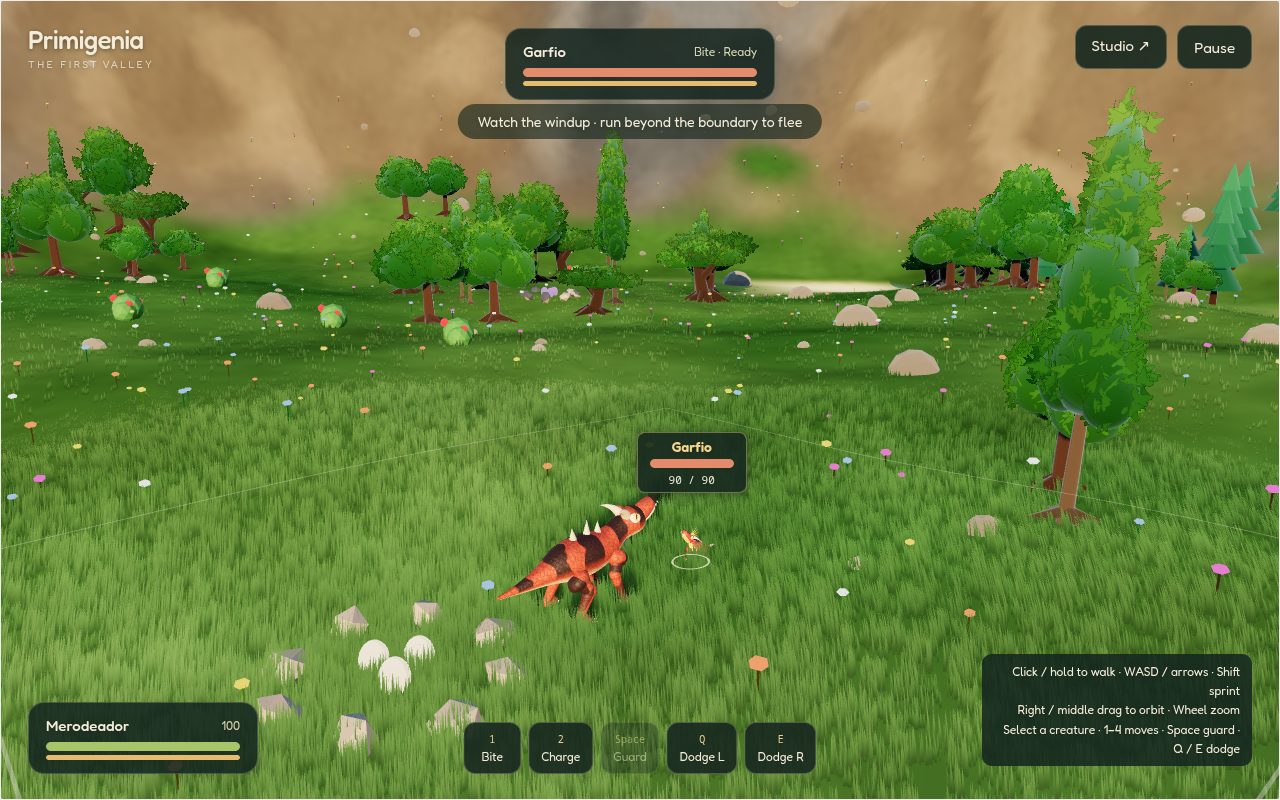 Primigenia
THE FIRST VALLEY
Garfio
Bite · Ready
Watch the windup · run beyond the boundary to flee
Studio ↗
Pause
Garfio
90 / 90
Merodeador
100
1
Bite
2
Charge
Space
Guard
Q
Dodge L
E
Dodge R
Click / hold to walk · WASD / arrows · Shift
sprint
Right / middle drag to orbit · Wheel zoom
Select a creature · 1–4 moves · Space guard ·
Q / E dodge